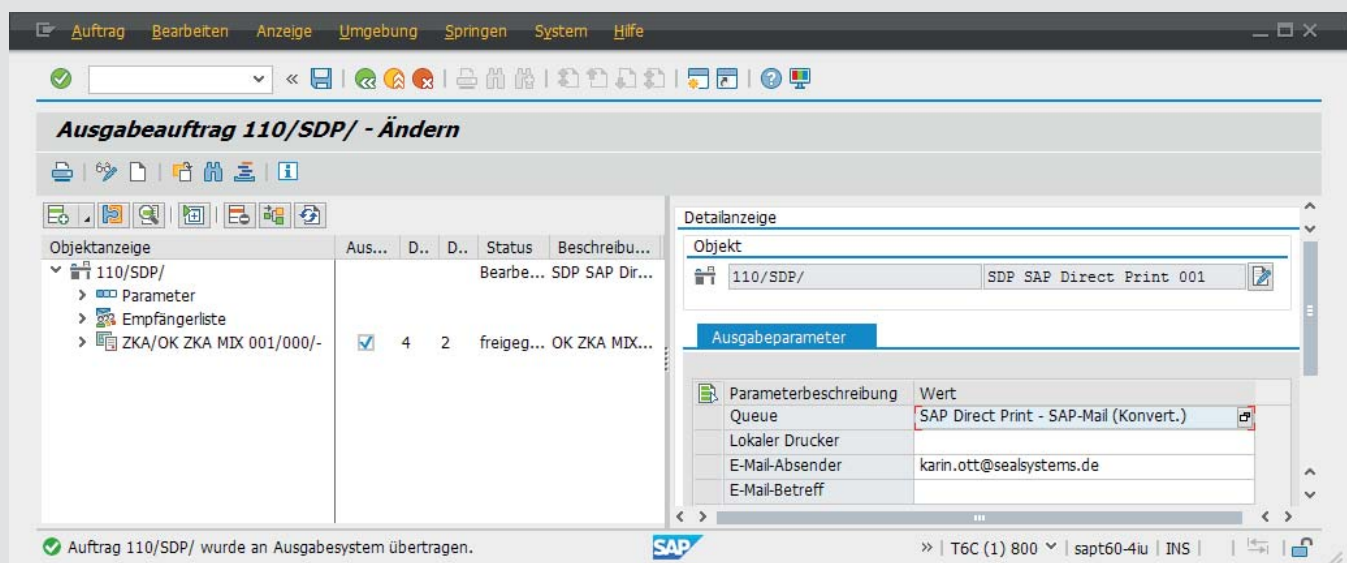 Auftrag Bearbeiten Anzeige Umgebung Springen System Hilfe
Ausgabeauftrag 110/SDP/ - Ändern
Objektanzeige Aus... D.. D.. Status Beschreibu...
110/SDP/ Bearbe... SDP SAP Dir...
Parameter
Empfängerliste
ZKA/OK ZKA MIX 001/000/- 4 2 freigeg... OK ZKA MIX...
Detailanzeige
Objekt
110/SDP/ SDP SAP Direct Print 001
Ausgabeparameter
Parameterbeschreibung Wert
Queue SAP Direct Print - SAP-Mail (Konvert.)
Lokaler Drucker
E-Mail-Absender karin.ott@sealsystems.de
E-Mail-Betreff
Auftrag 110/SDP/ wurde an Ausgabesystem übertragen. SAP » | T6C (1) 800 | sapt60-4iu | INS |